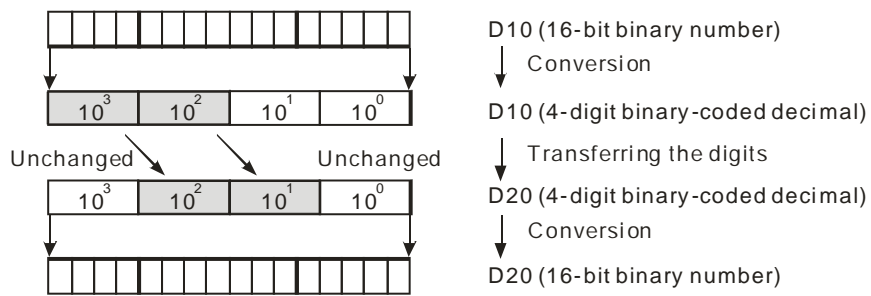 D10 (16-bit binary number)
Conversion
10³ 10² 10¹ 10⁰
D10 (4-digit binary-coded decimal)
Unchanged Unchanged
Transferring the digits
10³ 10² 10¹ 10⁰
D20 (4-digit binary-coded decimal)
Conversion
D20 (16-bit binary number)